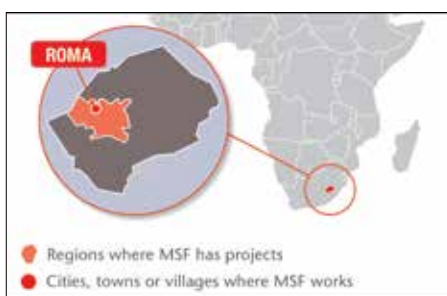 ROMA
Regions where MSF has projects
Cities, towns or villages where MSF works